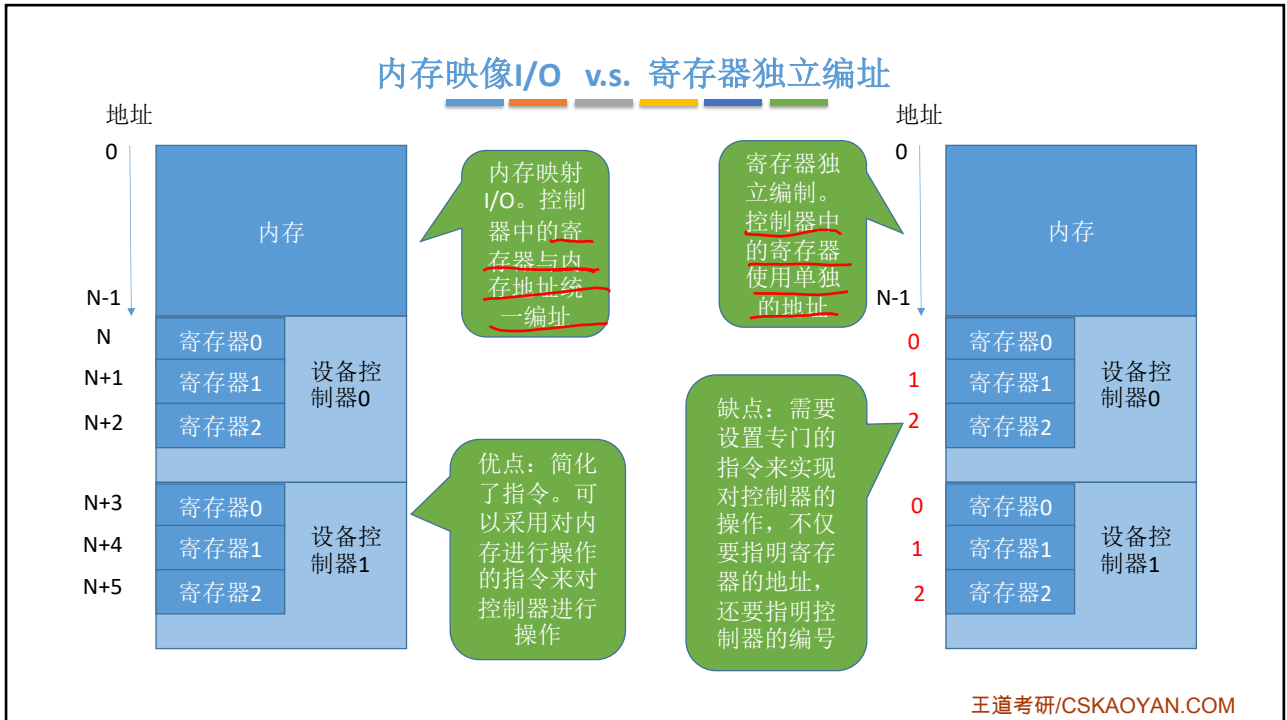 内存映像I/O v.s. 寄存器独立编址
地址
0
内存
N-1
N
寄存器0
N+1
寄存器1
N+2
寄存器2
设备控
制器0
N+3
寄存器0
N+4
寄存器1
N+5
寄存器2
设备控
制器1
内存映射
I/O。控制
器中的寄
存器与内
存地址统
一编址
优点：简化
了指令。可
以采用对内
存进行操作
的指令来对
控制器进行
操作
寄存器独
立编制。
控制器中
的寄存器
使用单独
的地址
缺点：需要
设置专门的
指令来实现
对控制器的
操作，不仅
要指明寄存
器的地址，
还要指明控
制器的编号
地址
0
内存
N-1
0
寄存器0
1
寄存器1
2
寄存器2
设备控
制器0
0
寄存器0
1
寄存器1
2
寄存器2
设备控
制器1
王道考研/CSKAOYAN.COM